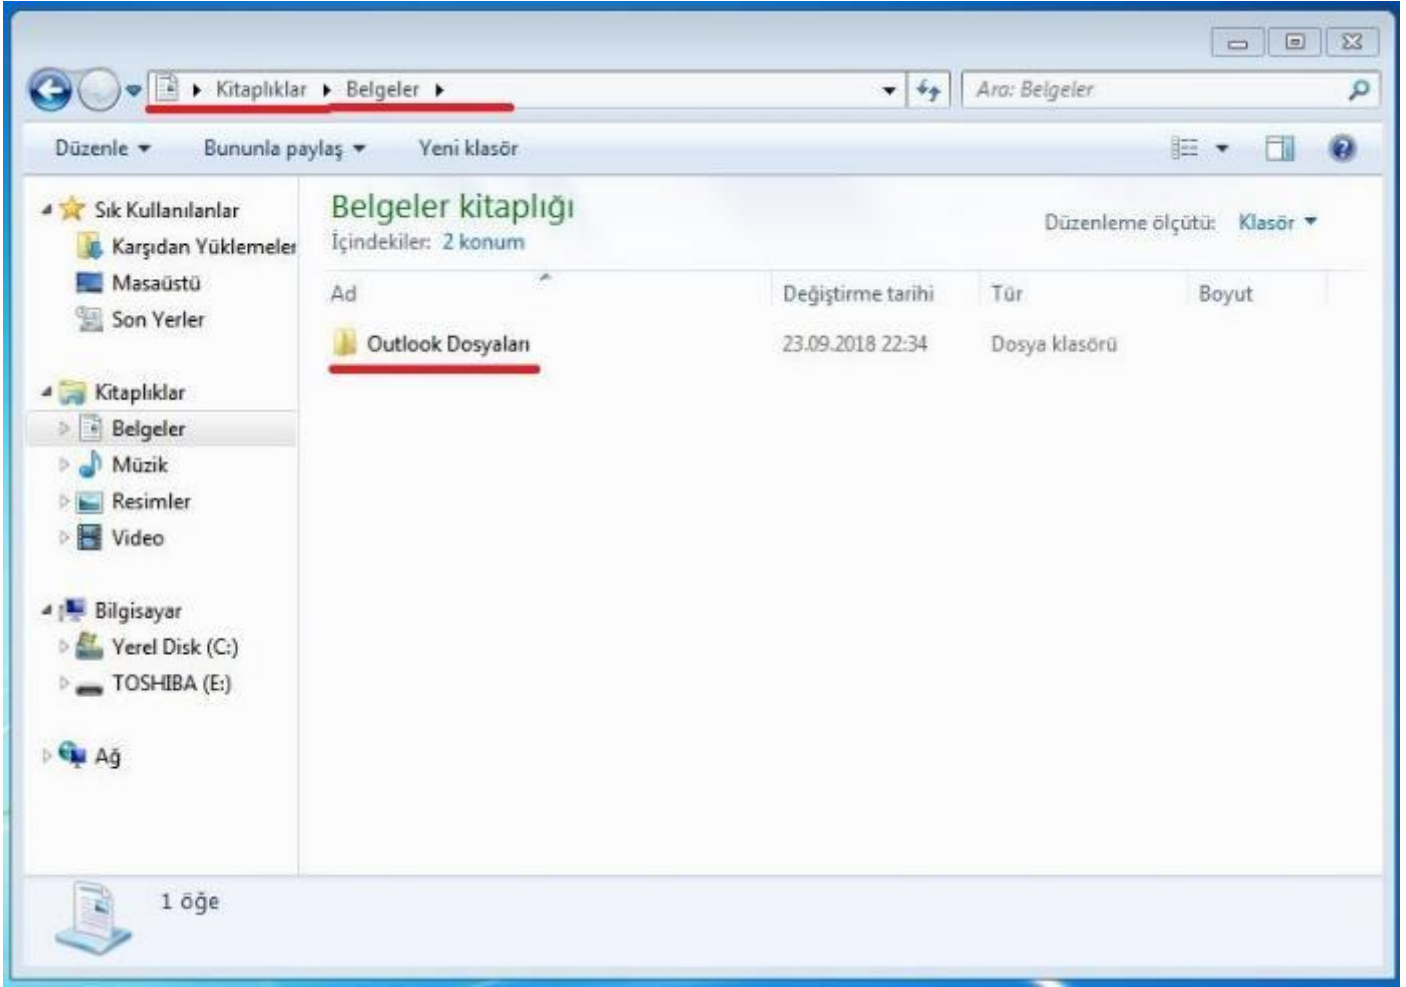 Kitaplıklar Belgeler
Ara: Belgeler
Düzenle Bununla paylaş Yeni klasör
Sık Kullanılanlar
Karşıdan Yüklemeler
Masaüstü
Son Yerler
Kitaplıklar
Belgeler
Müzik
Resimler
Video
Bilgisayar
Yerel Disk (C:)
TOSHIBA (E:)
Ağ
Belgeler kitaplığı
İçindekiler: 2 konum
Düzenleme ölçütü: Klasör
Ad Değiştirme tarihi Tür Boyut
Outlook Dosyaları 23.09.2018 22:34 Dosya klasörü
1 öğe